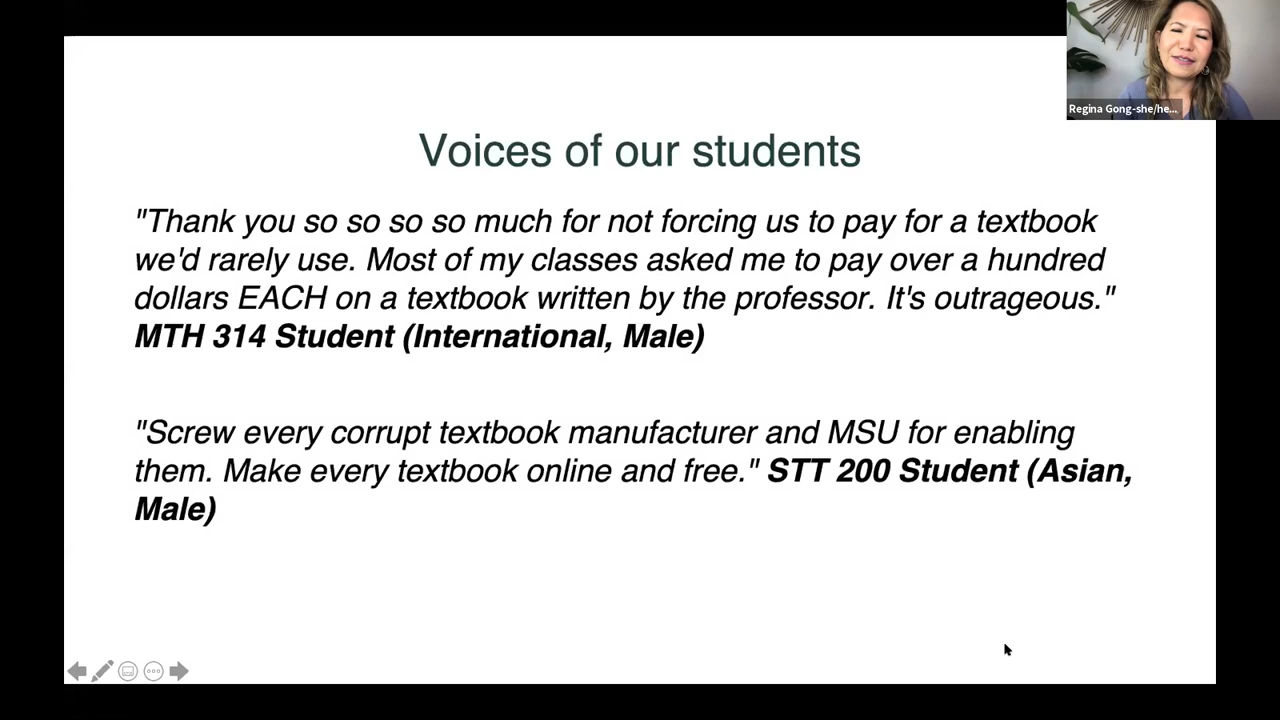 Regina Gong-she/he...
Voices of our students
"Thank you so so so so much for not forcing us to pay for a textbook
we'd rarely use. Most of my classes asked me to pay over a hundred
dollars EACH on a textbook written by the professor. It's outrageous."
MTH 314 Student (International, Male)
"Screw every corrupt textbook manufacturer and MSU for enabling
them. Make every textbook online and free." STT 200 Student (Asian,
Male)